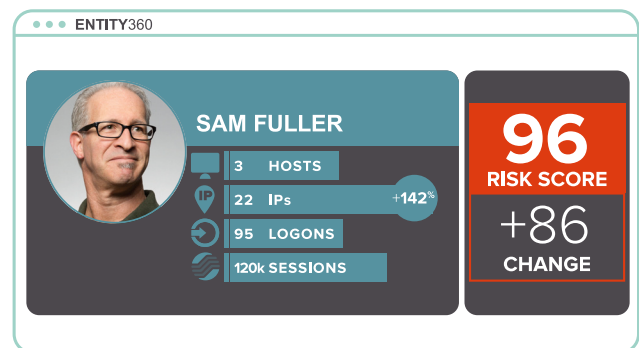 ENTITY360
SAM FULLER
3 HOSTS
IP
22 IPs +142%
95 LOGONS
120k SESSIONS
96
RISK SCORE
+86
CHANGE